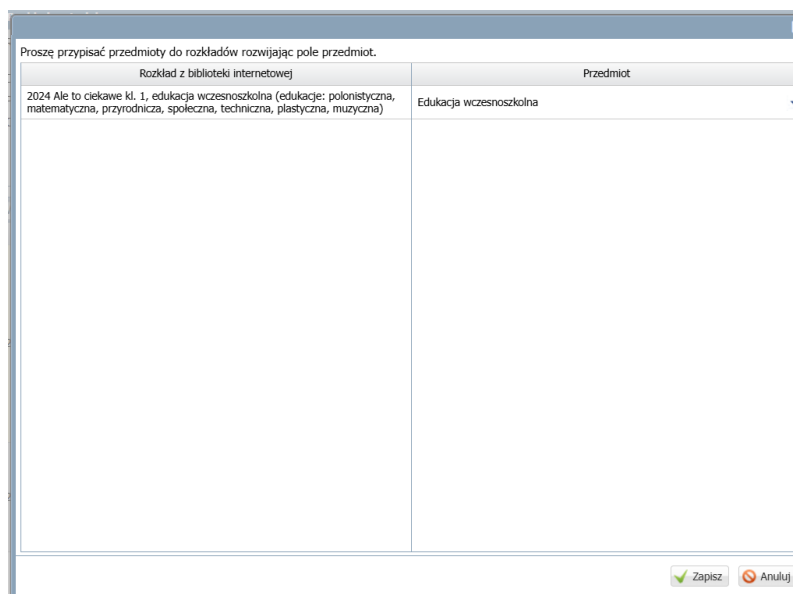 Proszę przypisać przedmioty do rozkładów rozwijając pole przedmiot.
Rozkład z biblioteki internetowej
Przedmiot
2024 Ale to ciekawe kl. 1, edukacja wczesnoszkolna (edukacje: polonistyczna,
matematyczna, przyrodnicza, społeczna, techniczna, plastyczna, muzyczna)
Edukacja wczesnoszkolna
Zapisz
Anuluj